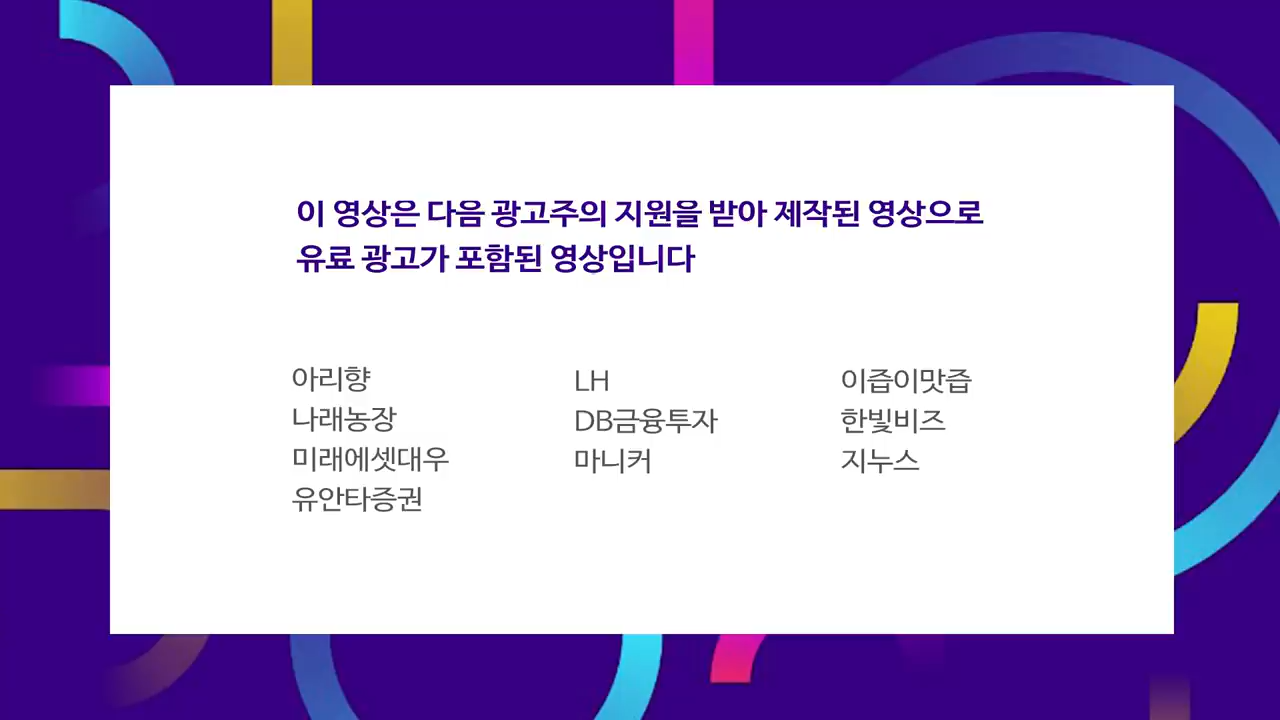 이 영상은 다음 광고주의 지원을 받아 제작된 영상으로
유료 광고가 포함된 영상입니다
아리향
나래농장
미래에셋대우
유안타증권
LH
DB금융투자
마니커
이즙이맛즙
한빛비즈
지누스